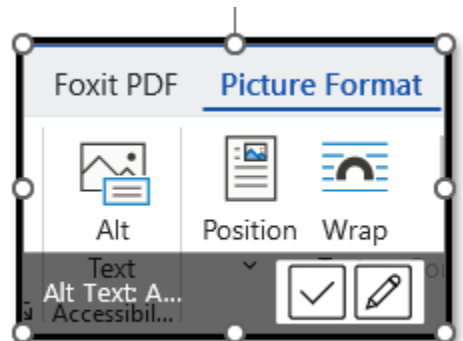 Foxit PDF Picture Format
Alt Position Wrap
Text
Alt Text: A...
Accessibil...